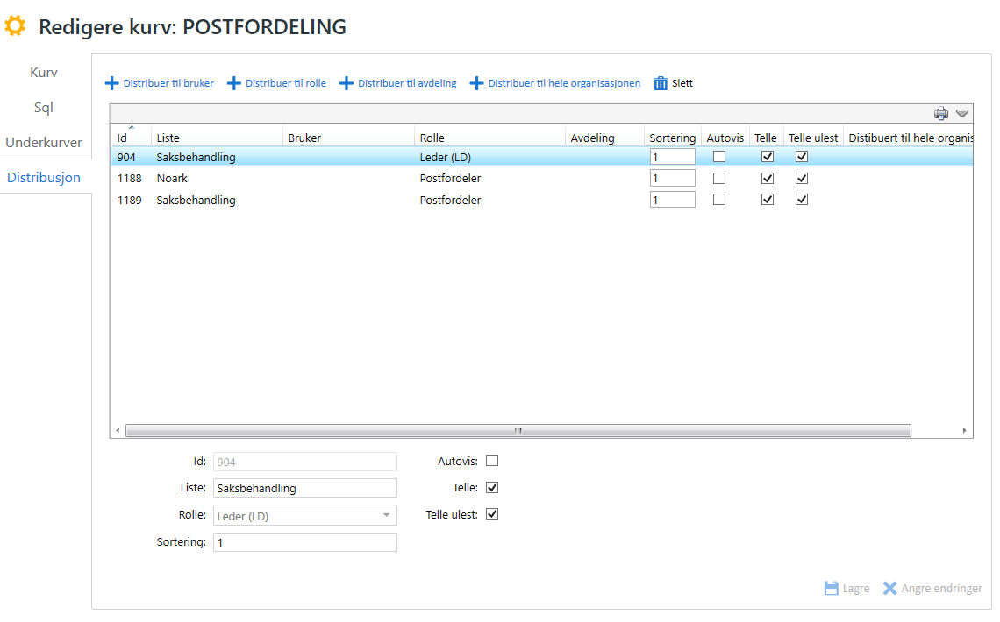 Redigere kurv: POSTFORDELING
Kurv
Sql
Underkurver
Distribusjon
Distribuer til bruker Distribuer til rolle Distribuer til avdeling Distribuer til hele organisasjonen Slett
Id Liste Bruker Rolle Avdeling Sortering Autovis Telle Telle ulest Distibuert til hele organis
904 Saksbehandling Leder (LD) 1
1188 Noark Postfordeler 1
1189 Saksbehandling Postfordeler 1
Id: 904 Autovis:
Liste: Saksbehandling Telle:
Rolle: Leder (LD) Telle ulest:
Sortering: 1
Lagre Angre endringer